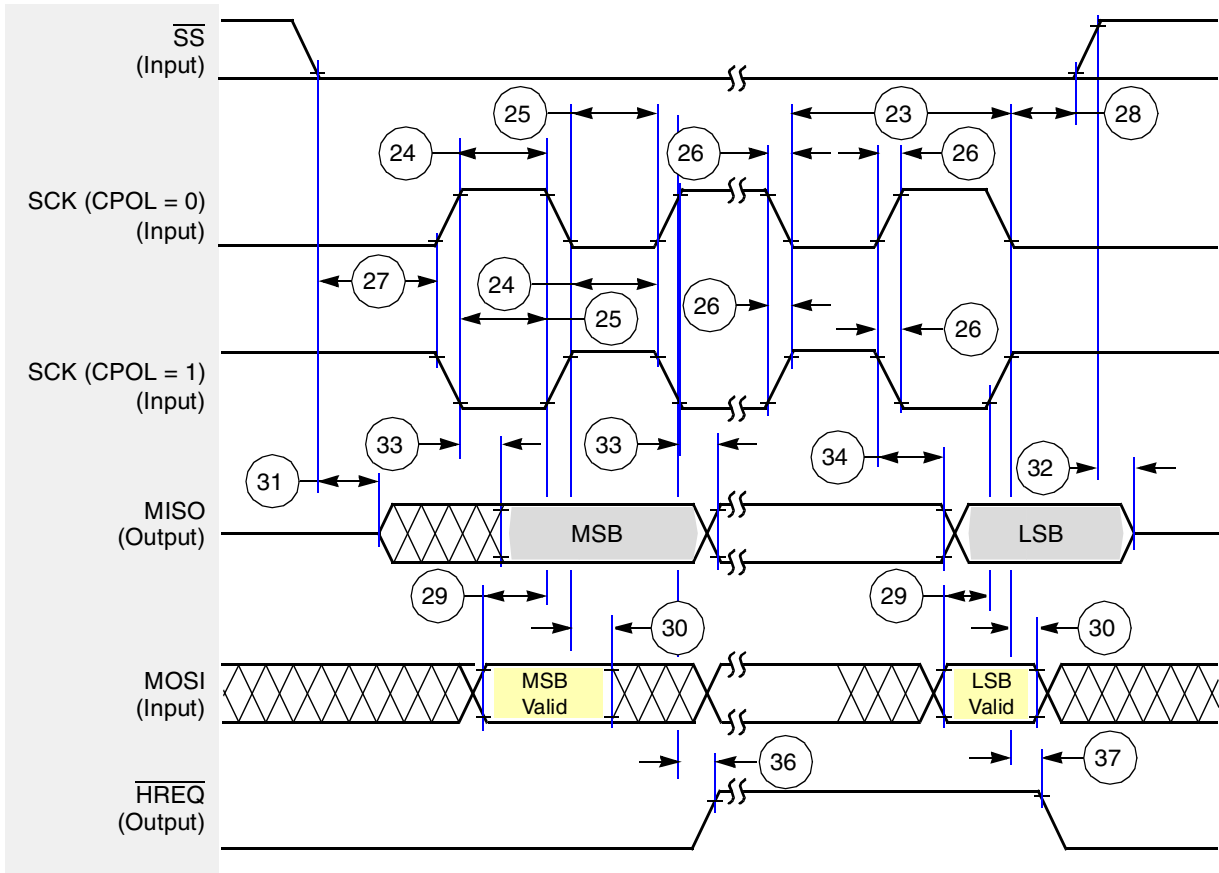 SS
(Input)
25
23
28
24
26
26
SCK (CPOL = 0)
(Input)
27
24
26
25
26
SCK (CPOL = 1)
(Input)
33
33
34
32
31
MISO
(Output)
MSB
LSB
29
29
30
30
MOSI
(Input)
MSB
Valid
LSB
Valid
36
37
HREQ
(Output)